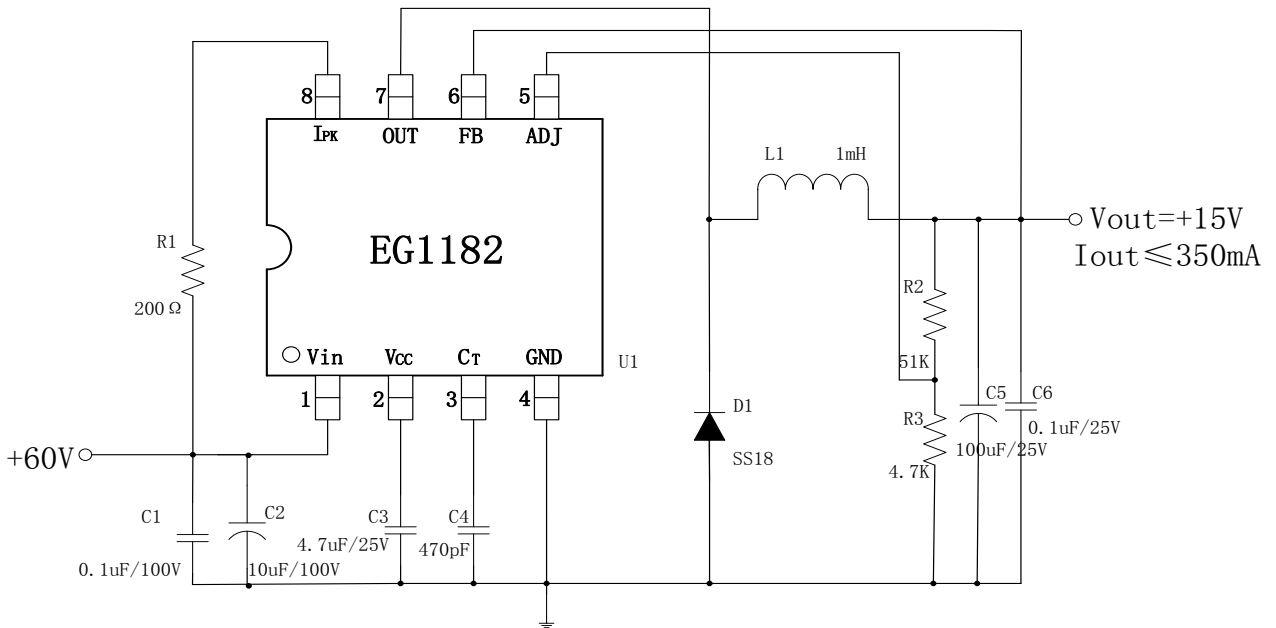 8
7
6
5
IPK
OUT
FB
ADJ
L1
1mH
Vout=+15V
Iout≤350mA
R1
200Ω
EG1182
R2
51K
Vin
VCC
CT
GND
U1
1
2
3
4
D1
SS18
R3
4.7K
C5
100uF/25V
C6
0.1uF/25V
+60V
C1
0.1uF/100V
C2
10uF/100V
C3
4.7uF/25V
C4
470pF